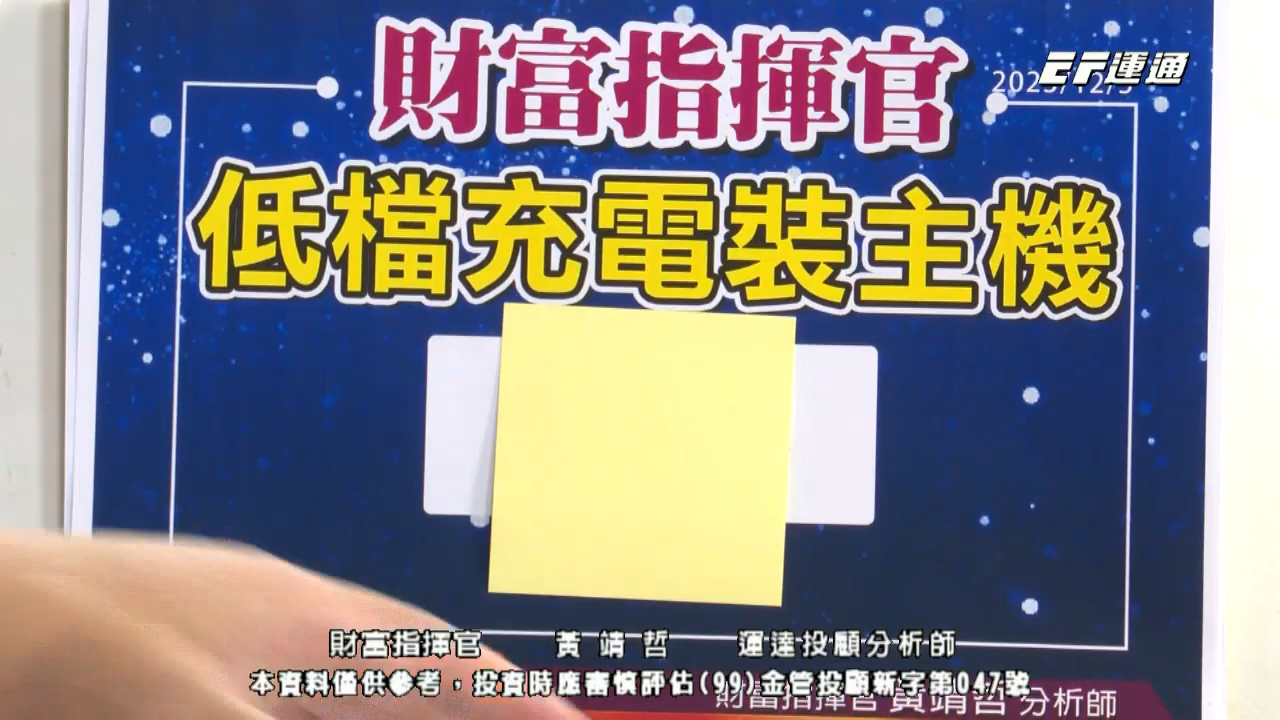 財富指揮官
EF運通
低檔充電裝主機
財富指揮官 黃靖哲 運達投顧分析師
本資料僅供參考，投資時應審慎評估(99)金管投顧新字第047號
財富指揮官 黃靖哲 分析師